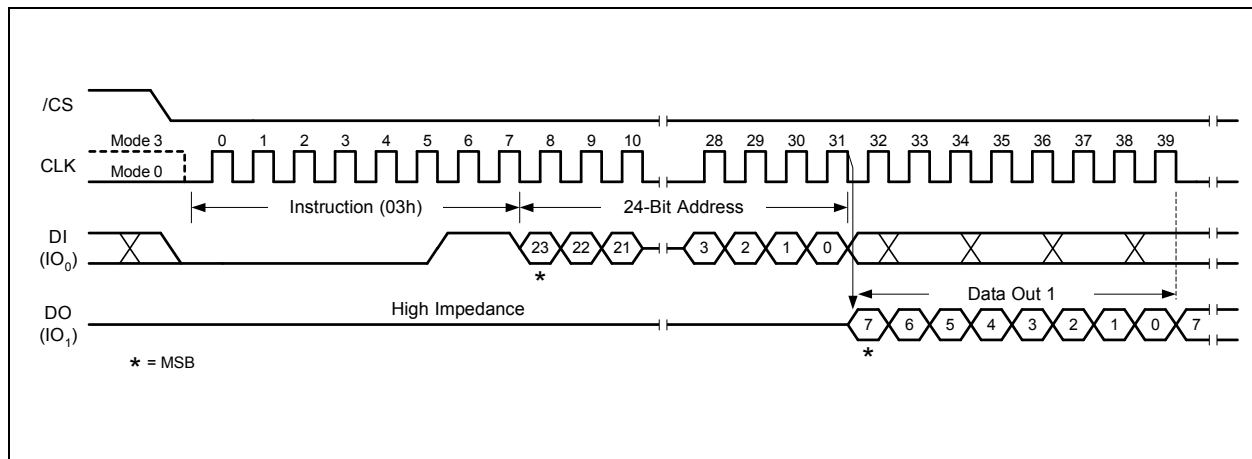 /CS
Mode 3 0 1 2 3 4 5 6 7 8 9 10 28 29 30 31 32 33 34 35 36 37 38 39
CLK
Mode 0
Instruction (03h) 24-Bit Address
DI
(IO0) 23 22 21 3 2 1 0
*
Data Out 1
High Impedance
DO
(IO1) 7 6 5 4 3 2 1 0 7
*
* = MSB